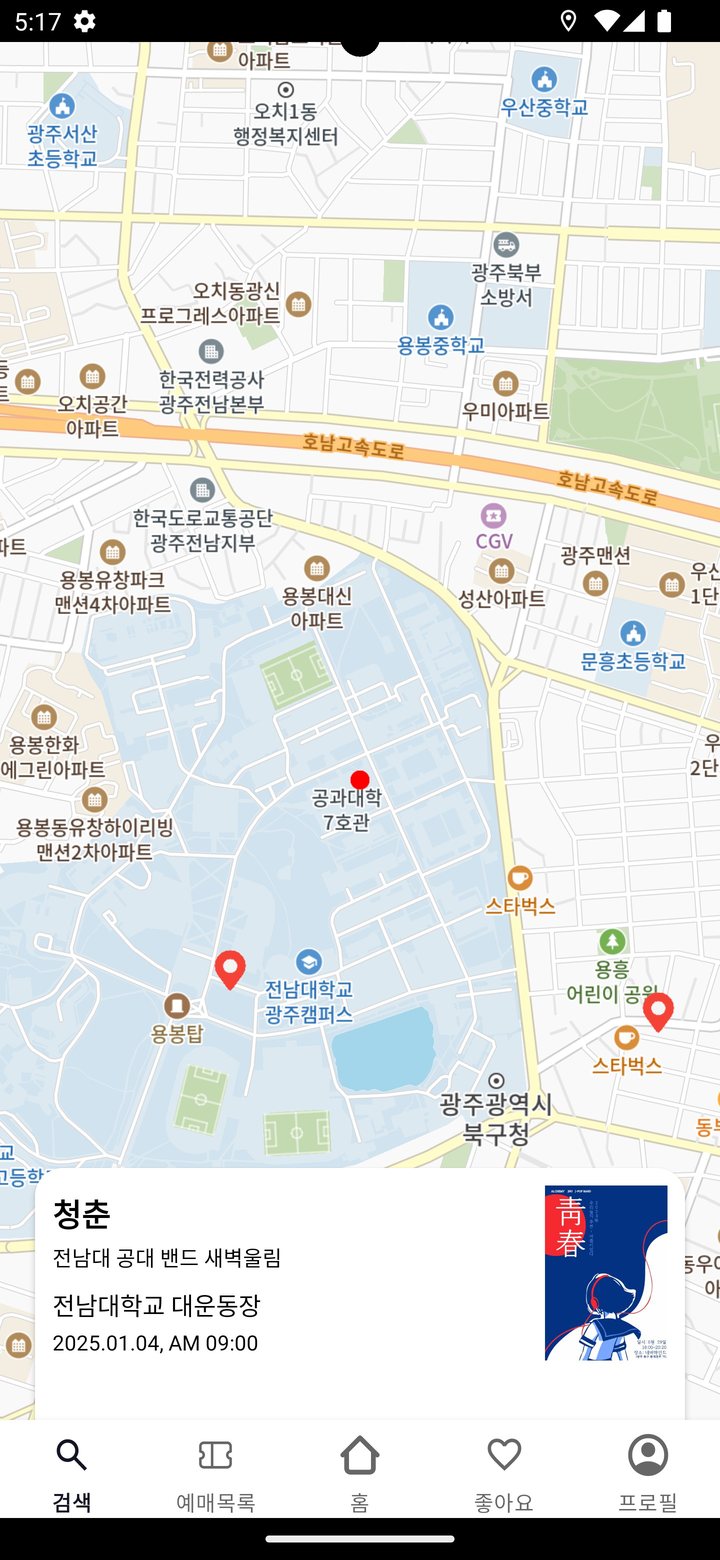 5:17
아파트
오치1동
행정복지센터
우산중학교
광주서산
초등학교
광주북부
소방서
오치동광신
프로그레스아파트
용봉중학교
한국전력공사
광주전남본부
오치공간
아파트
우미아파트
호남고속도로
호남고속도로
한국도로교통공단
광주전남지부
CGV
광주맨션
용봉유창파크
맨션4차아파트
용봉대신
아파트
성산아파트
1단
문흥초등학교
용봉한화
에그린아파트
2단
공과대학
7호관
용봉동유창하이리빙
맨션2차아파트
스타벅스
용흥
어린이 공원
전남대학교
광주캠퍼스
용봉탑
스타벅스
광주광역시
북구청
청춘
전남대 공대 밴드 새벽울림
전남대학교 대운동장
2025.01.04, AM 09:00
青春
검색
예매목록
홈
좋아요
프로필